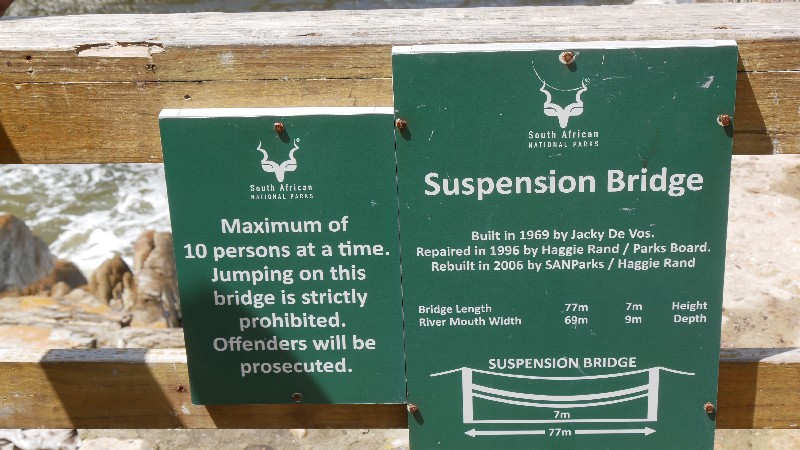 South African
NATIONAL PARKS
Maximum of
10 persons at a time.
Jumping on this
bridge is strictly
prohibited.
Offenders will be
prosecuted.
South African
NATIONAL PARKS
Suspension Bridge
Built in 1969 by Jacky De Vos.
Repaired in 1996 by Haggie Rand / Parks Board.
Rebuilt in 2006 by SANParks / Haggie Rand
Bridge Length 77m 7m Height
River Mouth Width 69m 9m Depth
SUSPENSION BRIDGE
7m
77m